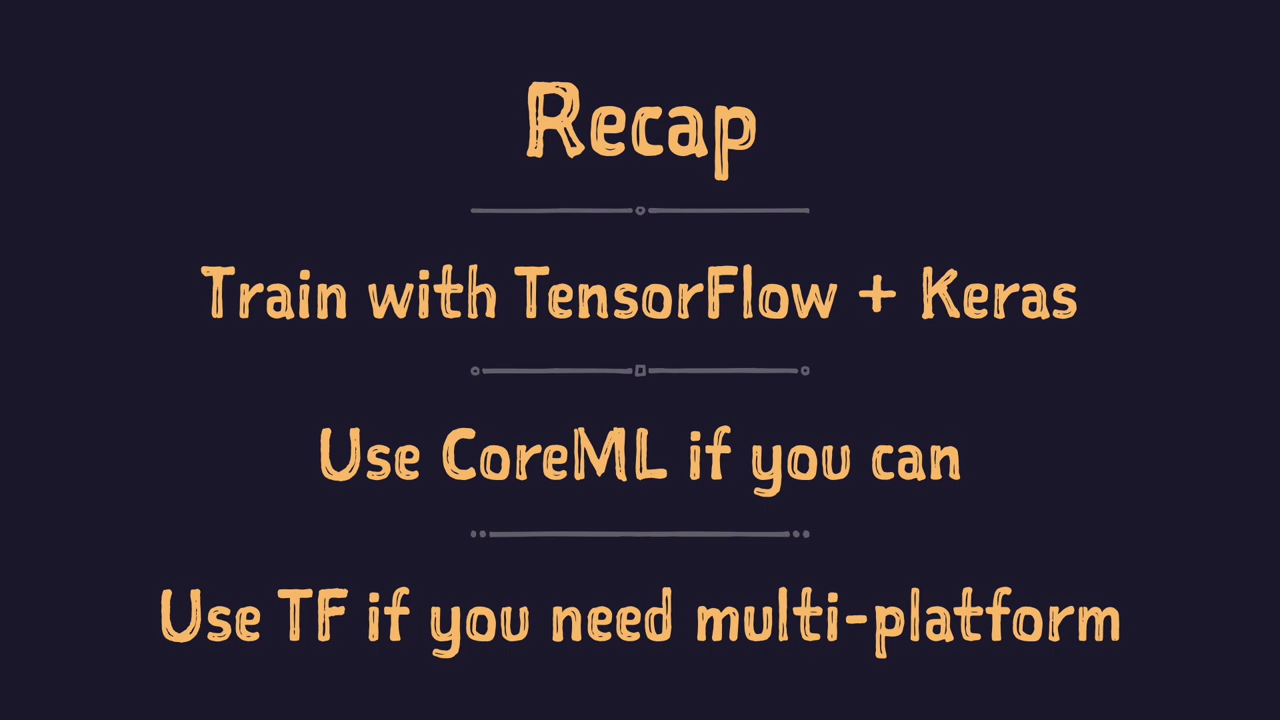 Recap
Train with TensorFlow + Keras
Use CoreML if you can
Use TF if you need multi-platform